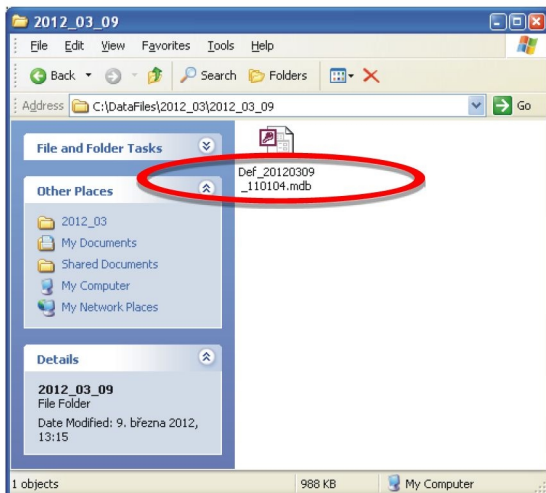 2012_03_09
File Edit View Favorites Tools Help
Back Search Folders
Address C:\DataFiles\2012_03\2012_03_09 Go
File and Folder Tasks
Other Places
2012_03
My Documents
Shared Documents
My Computer
My Network Places
Details
2012_03_09
File Folder
Date Modified: 9. března 2012,
13:15
Def_20120309
_110104.mdb
1 objects 988 KB My Computer